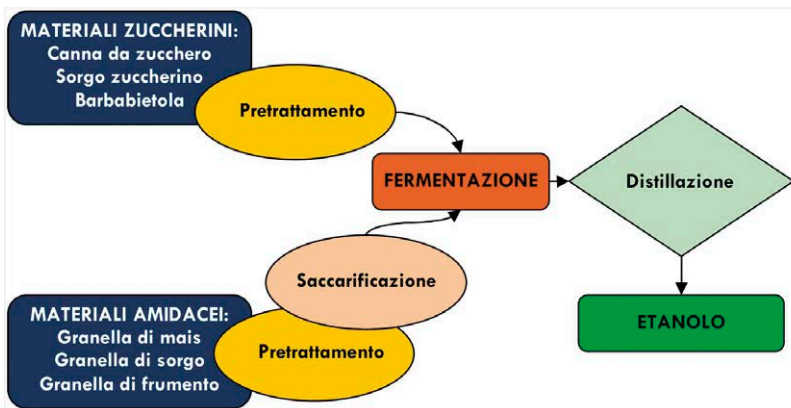 MATERIALI ZUCCHERINI:
Canna da zucchero
Sorgo zuccherino
Barbabietola
Pretrattamento
FERMENTAZIONE
Distillazione
Saccarificazione
MATERIALI AMIDACEI:
Granella di mais
Granella di sorgo
Granella di frumento
Pretrattamento
ETANOLO